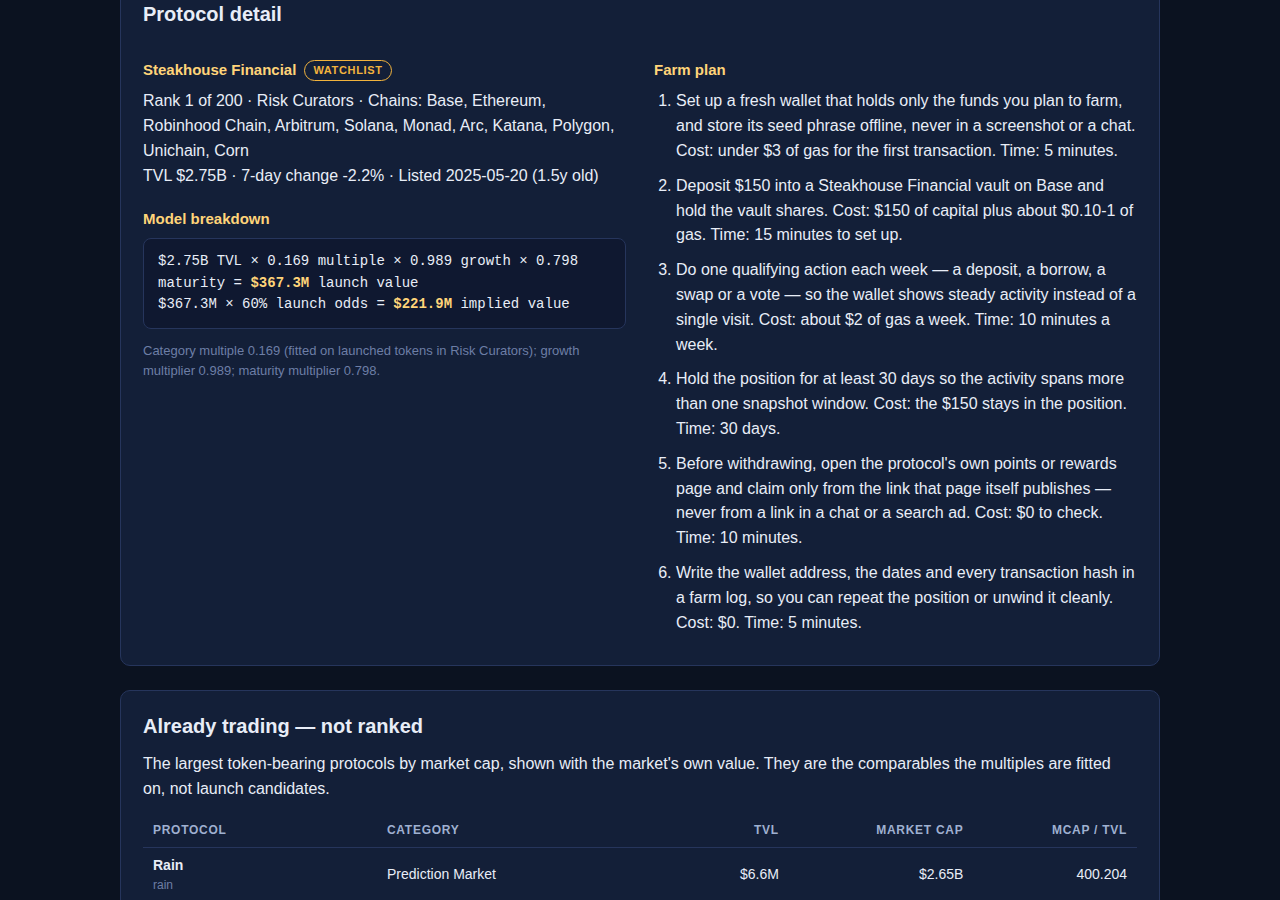 Protocol detail
Steakhouse Financial WATCHLIST
Rank 1 of 200 · Risk Curators · Chains: Base, Ethereum,
Robinhood Chain, Arbitrum, Solana, Monad, Arc, Katana, Polygon,
Unichain, Corn
TVL $2.75B · 7-day change -2.2% · Listed 2025-05-20 (1.5y old)
Model breakdown
$2.75B TVL × 0.169 multiple × 0.989 growth × 0.798
maturity = $367.3M launch value
$367.3M × 60% launch odds = $221.9M implied value
Category multiple 0.169 (fitted on launched tokens in Risk Curators); growth
multiplier 0.989; maturity multiplier 0.798.
Farm plan
1. Set up a fresh wallet that holds only the funds you plan to farm,
and store its seed phrase offline, never in a screenshot or a chat.
Cost: under $3 of gas for the first transaction. Time: 5 minutes.
2. Deposit $150 into a Steakhouse Financial vault on Base and
hold the vault shares. Cost: $150 of capital plus about $0.10-1 of
gas. Time: 15 minutes to set up.
3. Do one qualifying action each week — a deposit, a borrow, a
swap or a vote — so the wallet shows steady activity instead of a
single visit. Cost: about $2 of gas a week. Time: 10 minutes a
week.
4. Hold the position for at least 30 days so the activity spans more
than one snapshot window. Cost: the $150 stays in the position.
Time: 30 days.
5. Before withdrawing, open the protocol's own points or rewards
page and claim only from the link that page itself publishes —
never from a link in a chat or a search ad. Cost: $0 to check.
Time: 10 minutes.
6. Write the wallet address, the dates and every transaction hash in
a farm log, so you can repeat the position or unwind it cleanly.
Cost: $0. Time: 5 minutes.
Already trading — not ranked
The largest token-bearing protocols by market cap, shown with the market's own value. They are the comparables the multiples are fitted
on, not launch candidates.
PROTOCOL CATEGORY TVL MARKET CAP MCAP / TVL
Rain
rain
Prediction Market $6.6M $2.65B 400.204